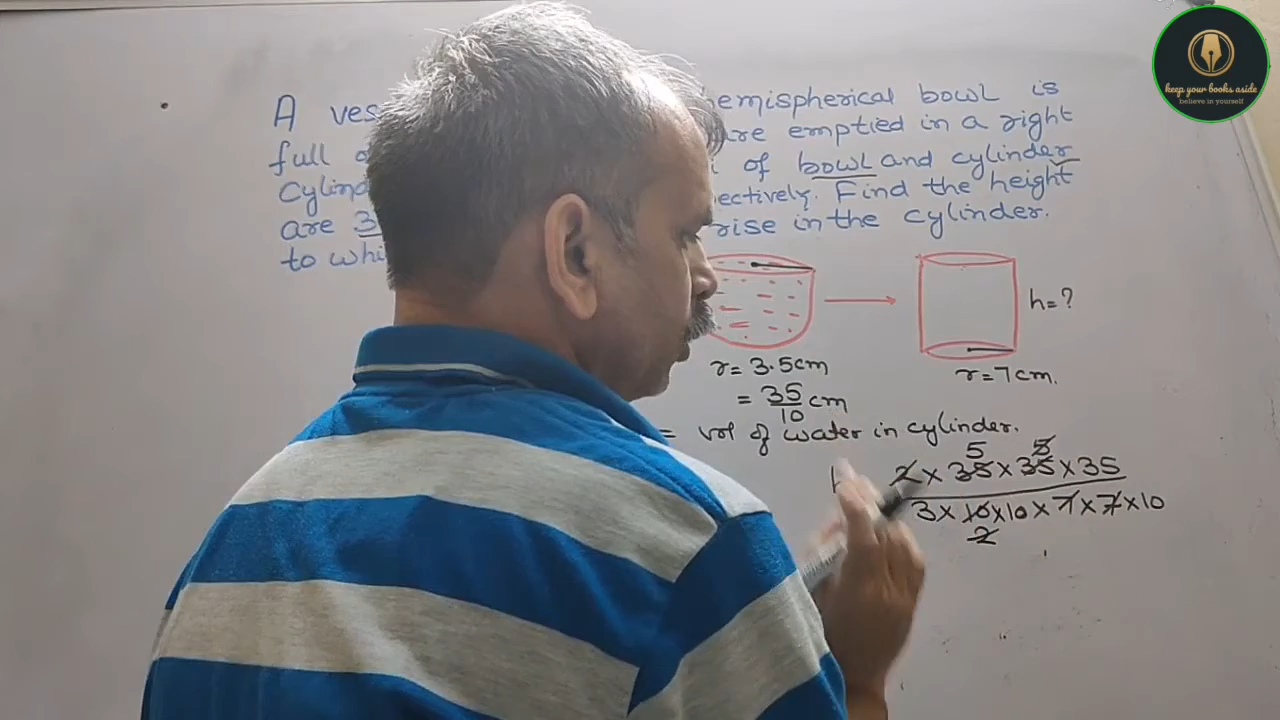 keep your books aside
believe in yourself
A ves emispherical bowl is
full o re emptied in a right
Cylind of bowl and cylinder
are 3 ectively. Find the height
to whi rise in the cylinder.
h=?
r= 3.5cm
r=7cm.
= 35/10 cm
= vol of water in cylinder.
5 5
2 × 35 × 35 × 35
3 × 10 × 10 × 7 × 7 × 10
2